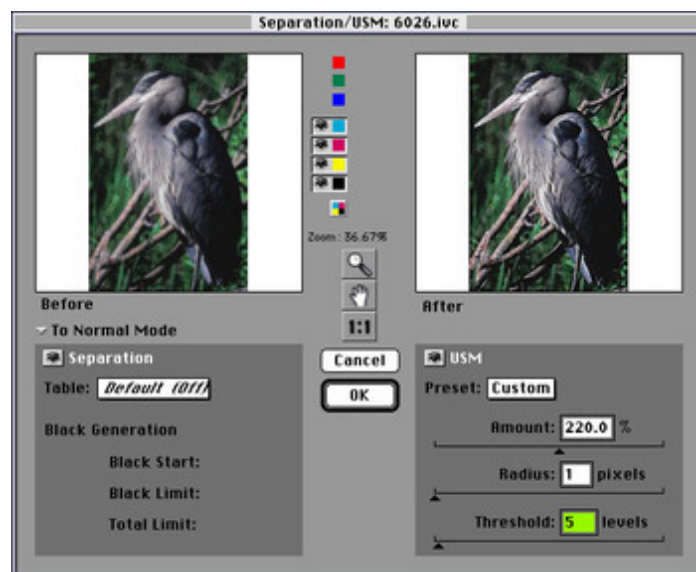 Separation/USM: 6026.ivc
Zoom: 36.67%
Before
After
To Normal Mode
1:1
Separation
Cancel
USM
Table: Default (Off)
OK
Preset: Custom
Black Generation
Amount: 220.0 %
Black Start:
Radius: 1 pixels
Black Limit:
Total Limit:
Threshold: 5 levels